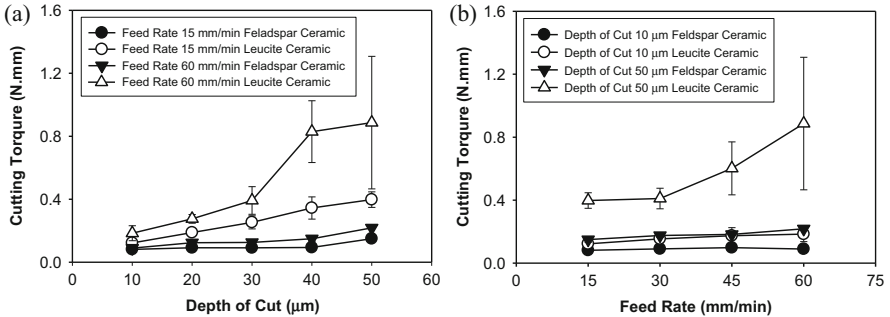 (a)
Cutting Torqure (N.mm)
1.6
1.2
0.8
0.4
0.0
Feed Rate 15 mm/min Feladspar Ceramic
Feed Rate 15 mm/min Leucite Ceramic
Feed Rate 60 mm/min Feladspar Ceramic
Feed Rate 60 mm/min Leucite Ceramic
0 10 20 30 40 50 60
Depth of Cut (μm)
(b)
Cutting Torqure (N.mm)
1.6
1.2
0.8
0.4
0.0
Depth of Cut 10 μm Feldspar Ceramic
Depth of Cut 10 μm Leucite Ceramic
Depth of Cut 50 μm Feldspar Ceramic
Depth of Cut 50 μm Leucite Ceramic
0 15 30 45 60 75
Feed Rate (mm/min)